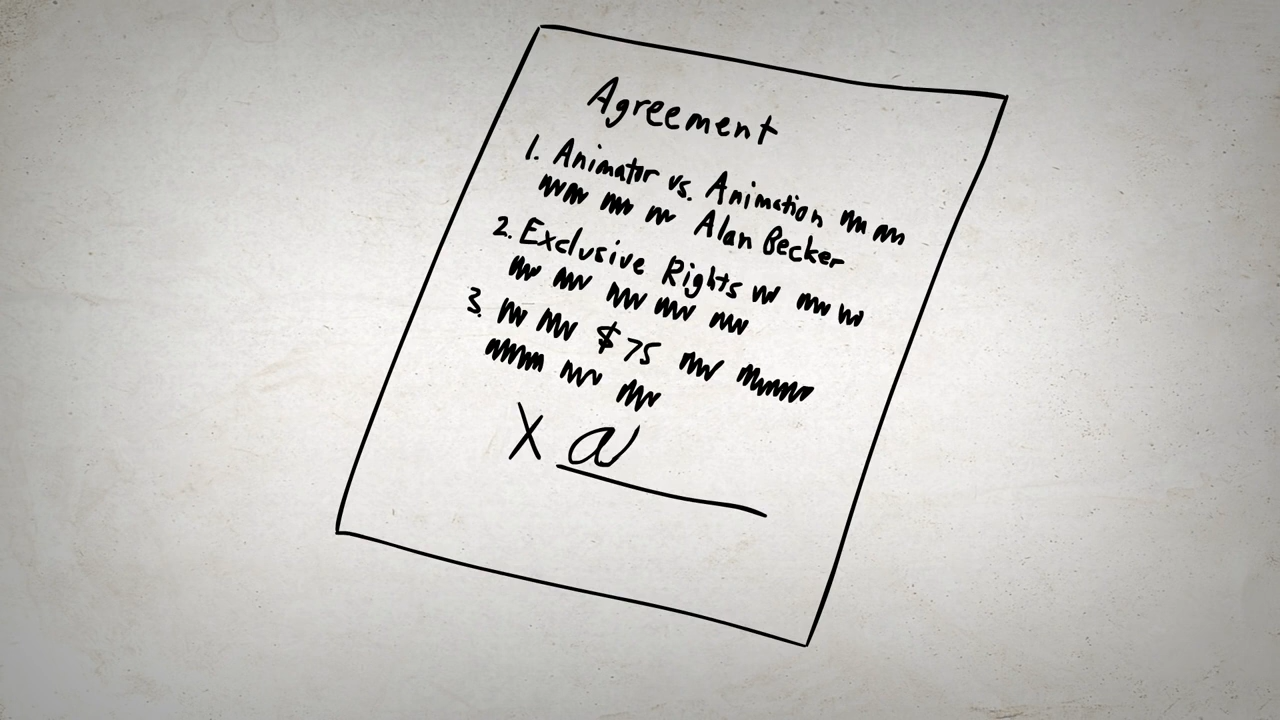 Agreement
1. Animator vs. Animation
Alan Becker
2. Exclusive Rights
3. $75
X a